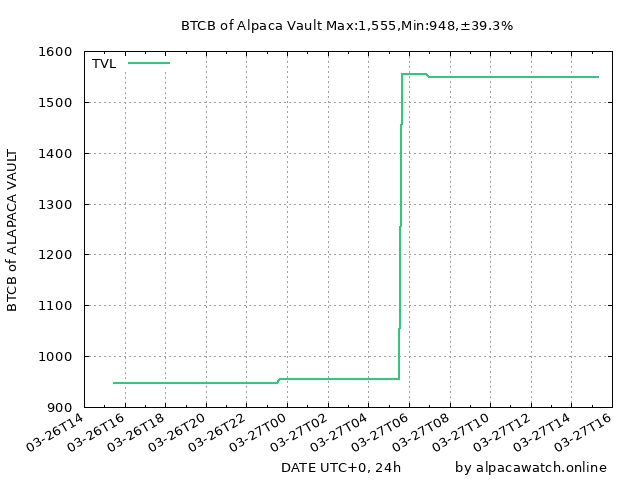 BTCB of Alpaca Vault Max:1,555,Min:948,±39.3%
TVL
BTCB of ALAPACA VAULT
1600
1500
1400
1300
1200
1100
1000
900
03-26T14 03-26T16 03-26T18 03-26T20 03-26T22 03-27T00 03-27T02 03-27T04 03-27T06 03-27T08 03-27T10 03-27T12 03-27T14 03-27T16
DATE UTC+0, 24h by alpacawatch.online